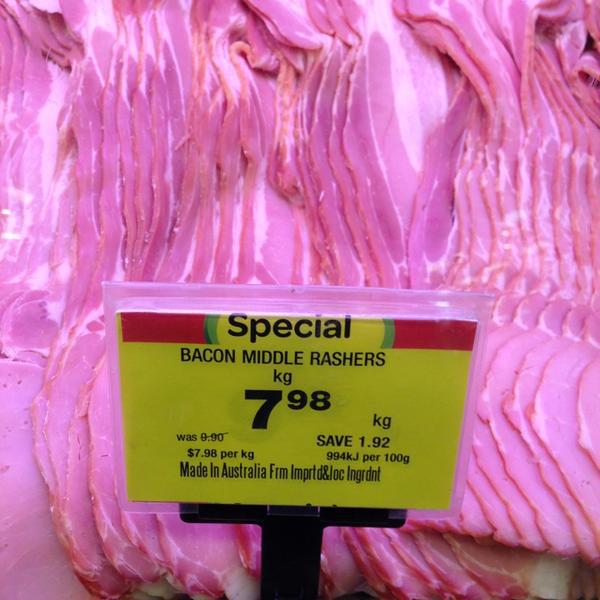 Special
BACON MIDDLE RASHERS
kg
7 98 kg
was 9.90 SAVE 1.92
$7.98 per kg 994kJ per 100g
Made In Australia Frm Imprtd&loc Ingrdnt